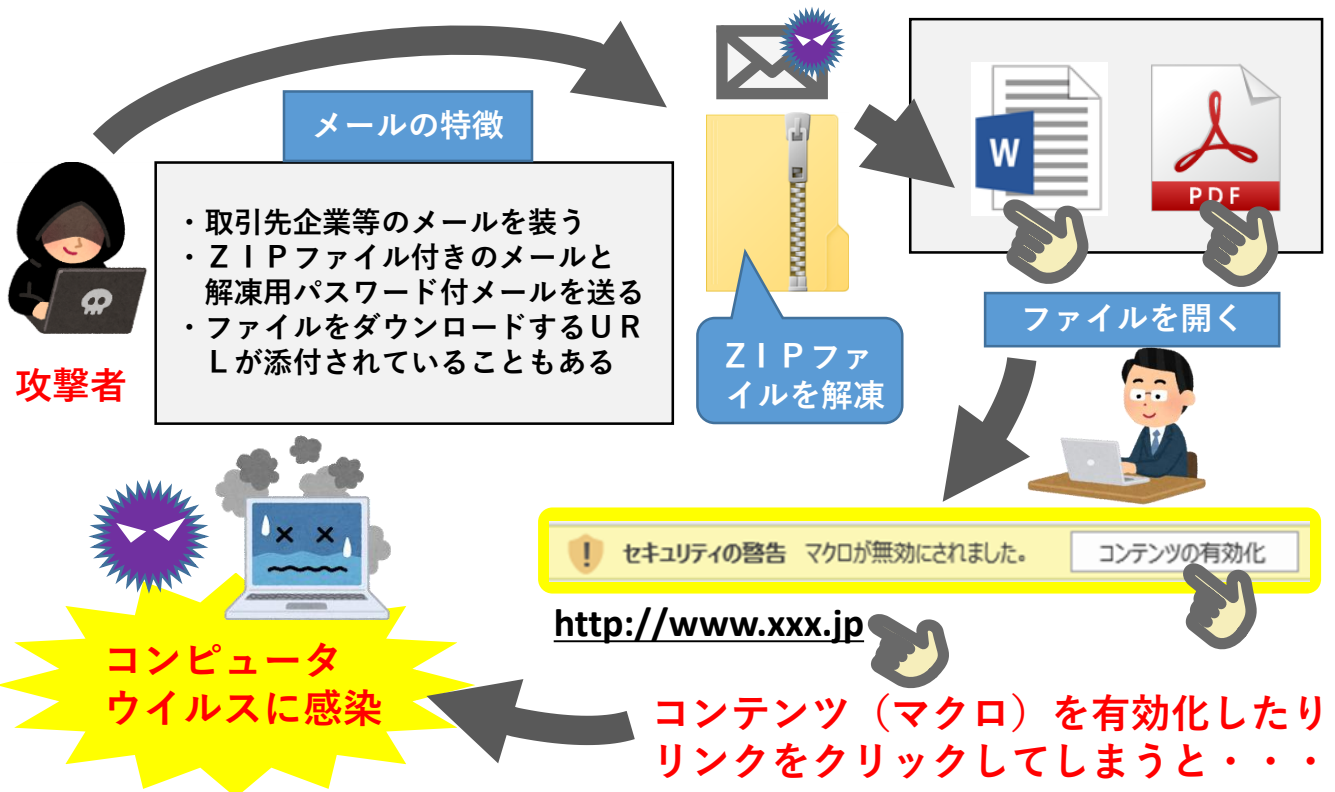 メールの特徴
・取引先企業等のメールを装う
・ＺＩＰファイル付きのメールと
解凍用パスワード付メールを送る
・ファイルをダウンロードするＵＲ
Ｌが添付されていることもある
攻撃者
ＺＩＰファ
イルを解凍
W
PDF
ファイルを開く
! セキュリティの警告 マクロが無効にされました。 コンテンツの有効化
http://www.xxx.jp
コンテンツ（マクロ）を有効化したり
リンクをクリックしてしまうと・・・
コンピュータ
ウイルスに感染